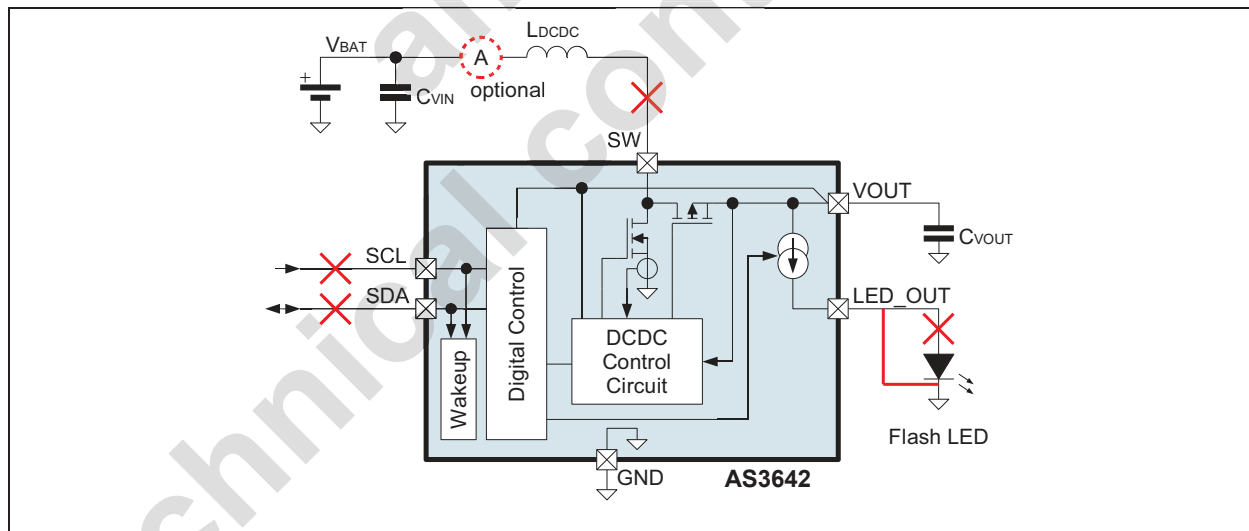 VBAT
LDCDC
A
optional
+
CVIN
SW
VOUT
CVOUT
SCL
SDA
LED_OUT
Wakeup
Digital Control
DCDC
Control
Circuit
Flash LED
GND
AS3642